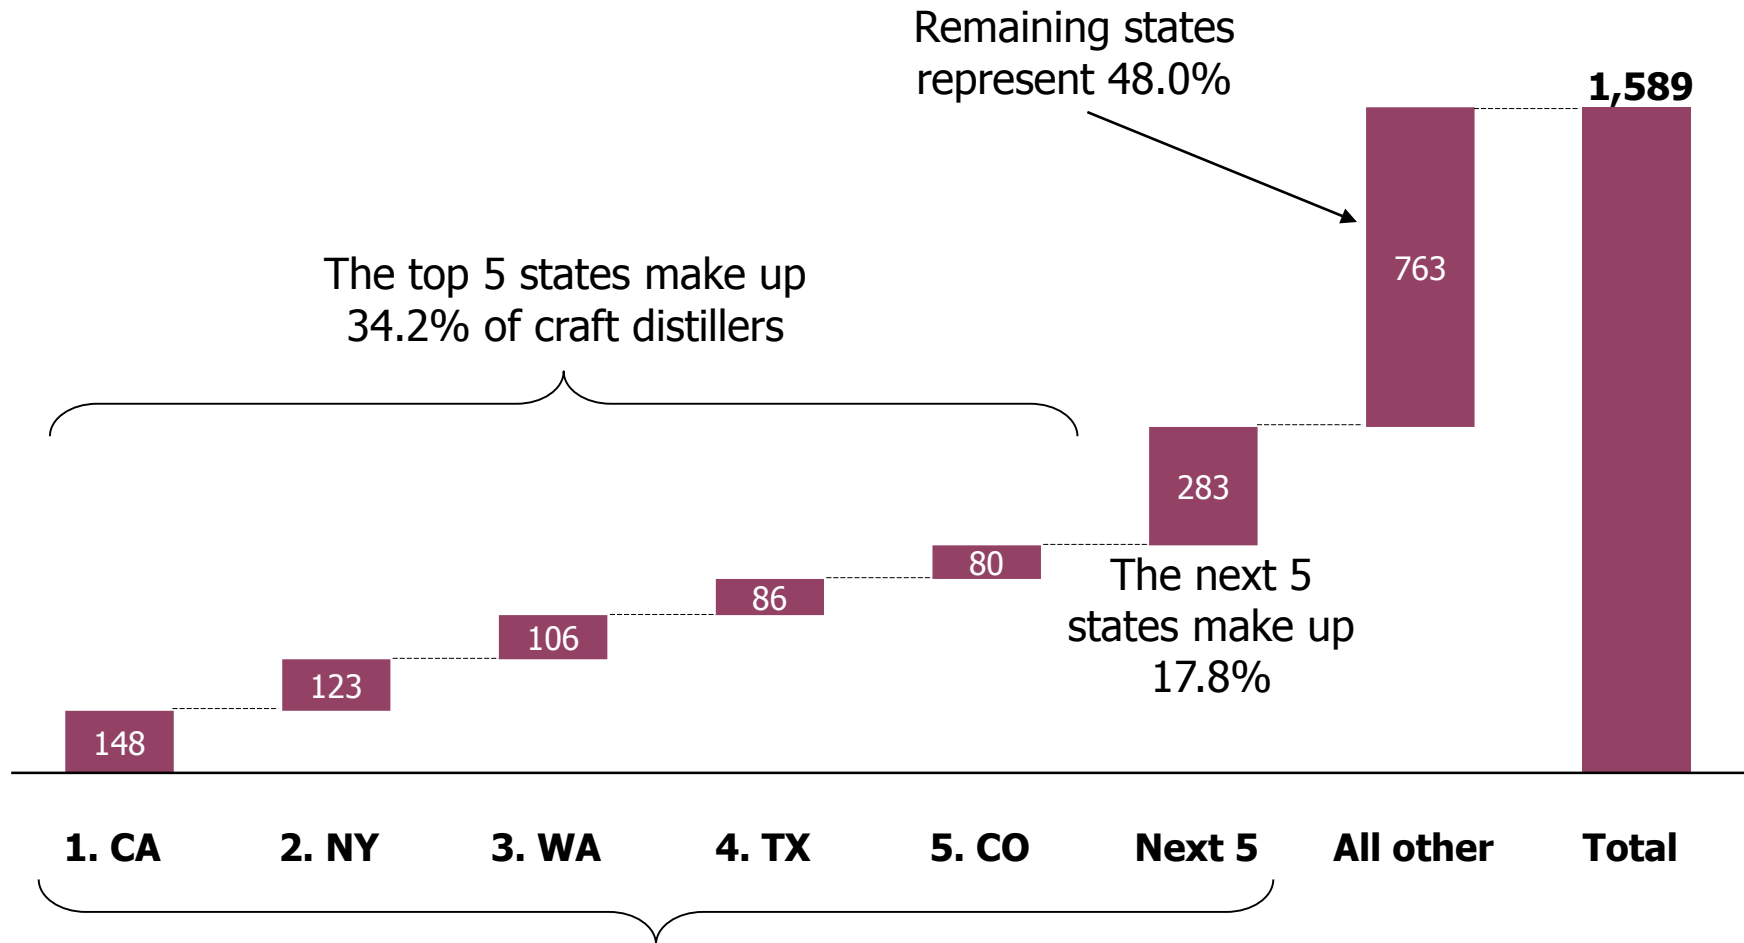 Remaining states
represent 48.0%
1,589
763
The top 5 states make up
34.2% of craft distillers
283
80
The next 5
states make up
17.8%
86
106
123
148
1. CA 2. NY 3. WA 4. TX 5. CO Next 5 All other Total